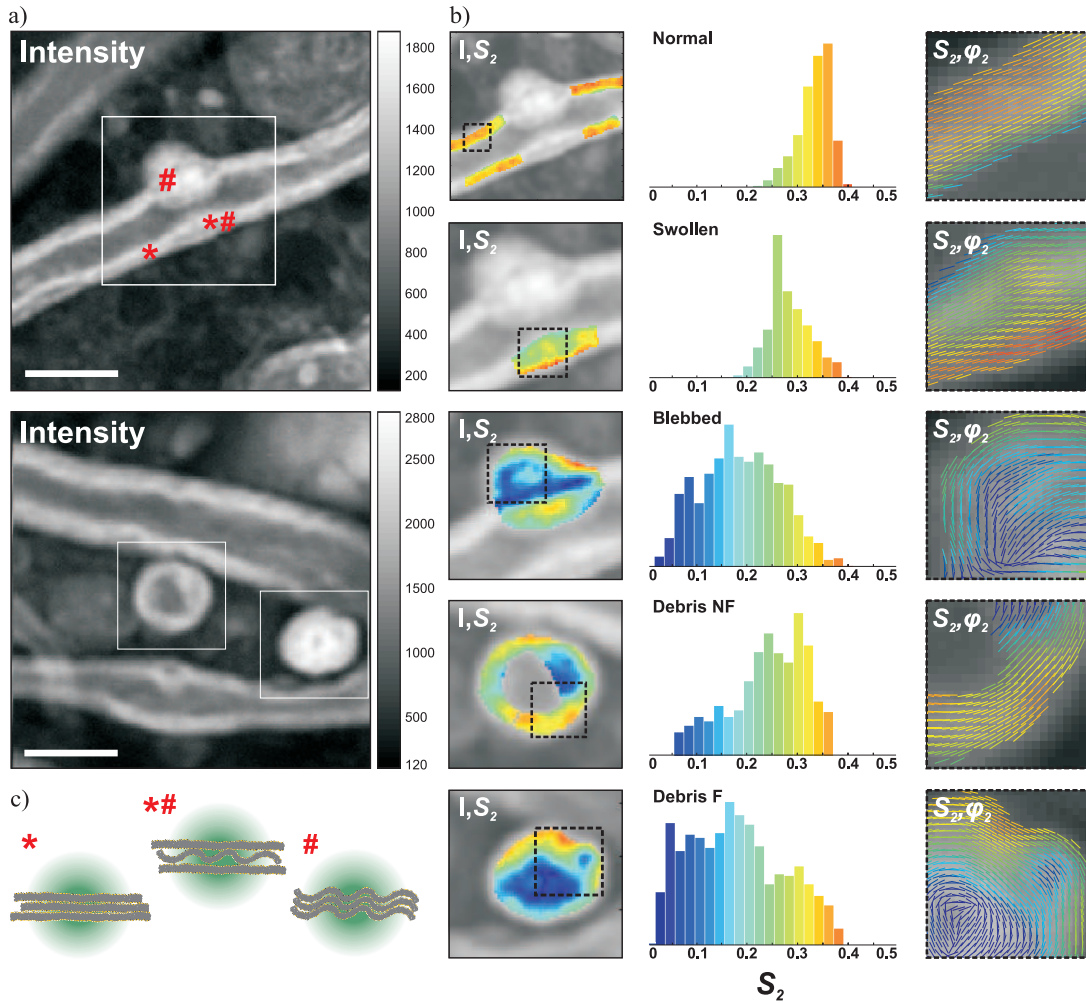 a)
Intensity
1800
1600
1400
1200
1000
800
600
400
200
#
*#
*
Intensity
2800
2500
2000
1500
1000
500
120
c)
*
*#
#
b)
I,S₂
Normal
0 0.1 0.2 0.3 0.4 0.5
S₂,φ₂
I,S₂
Swollen
0 0.1 0.2 0.3 0.4 0.5
S₂,φ₂
I,S₂
Blebbed
0 0.1 0.2 0.3 0.4 0.5
S₂,φ₂
I,S₂
Debris NF
0 0.1 0.2 0.3 0.4 0.5
S₂,φ₂
I,S₂
Debris F
0 0.1 0.2 0.3 0.4 0.5
S₂,φ₂
S₂